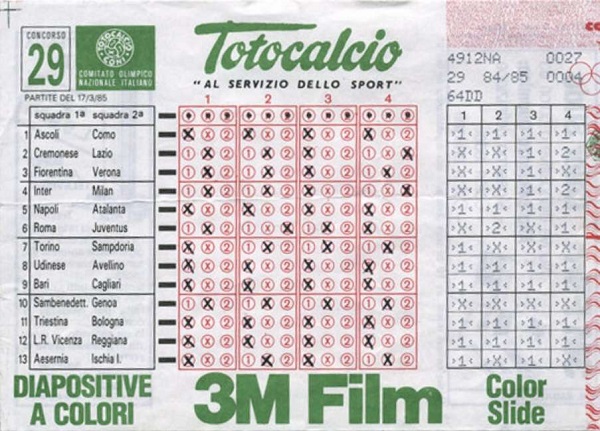 CONCORSO
29
TOTOCALCIO
CONI
COMITATO OLIMPICO
NAZIONALE ITALIANO
Totocalcio
"AL SERVIZIO DELLO SPORT"
4912NA 0027
29 84/85 0004
64DD
PARTITE DEL 17/3/85
squadra 1ª squadra 2ª
1 2 3 4
1 2 3 4
1 Ascoli Como
2 Cremonese Lazio
3 Fiorentina Verona
4 Inter Milan
5 Napoli Atalanta
6 Roma Juventus
7 Torino Sampdoria
8 Udinese Avellino
9 Bari Cagliari
10 Sambenedett. Genoa
11 Triestina Bologna
12 L.R. Vicenza Reggiana
13 Aesernia Ischia I.
DIAPOSITIVE
A COLORI
3M Film
Color
Slide